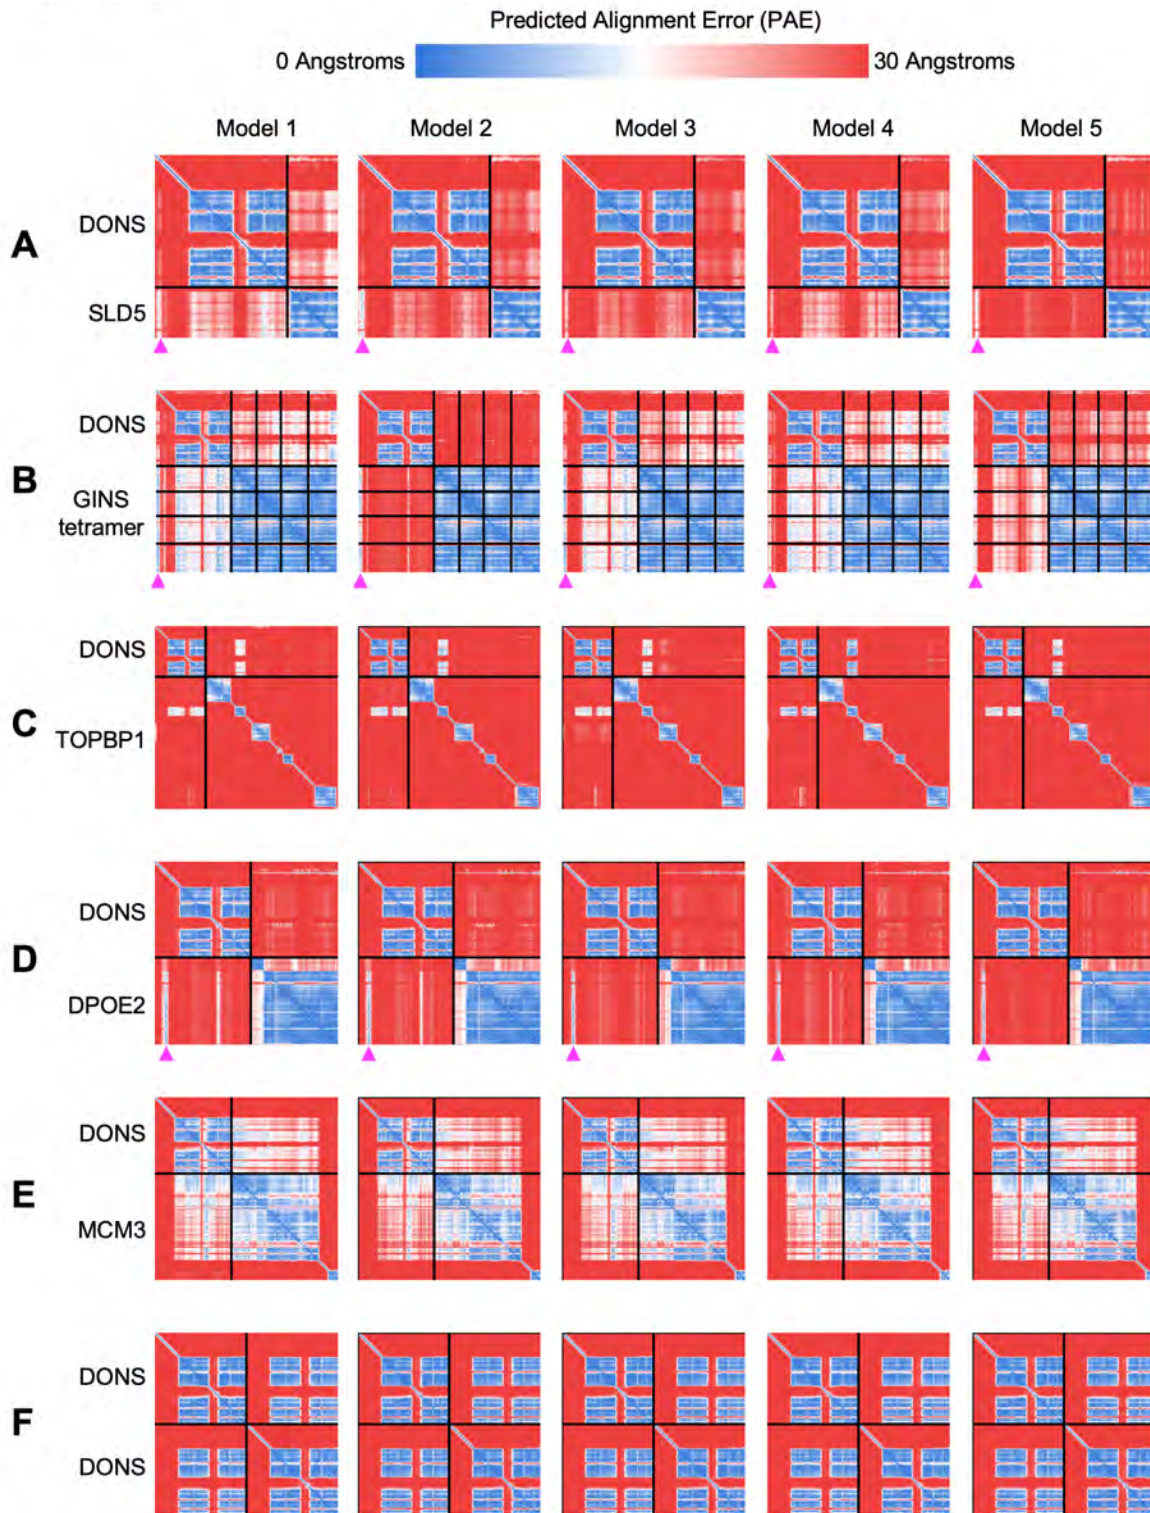 Predicted Alignment Error (PAE)
0 Angstroms 30 Angstroms
Model 1 Model 2 Model 3 Model 4 Model 5
A
DONS
SLD5
B
DONS
GINS
tetramer
C
DONS
TOPBP1
D
DONS
DPOE2
E
DONS
MCM3
F
DONS
DONS